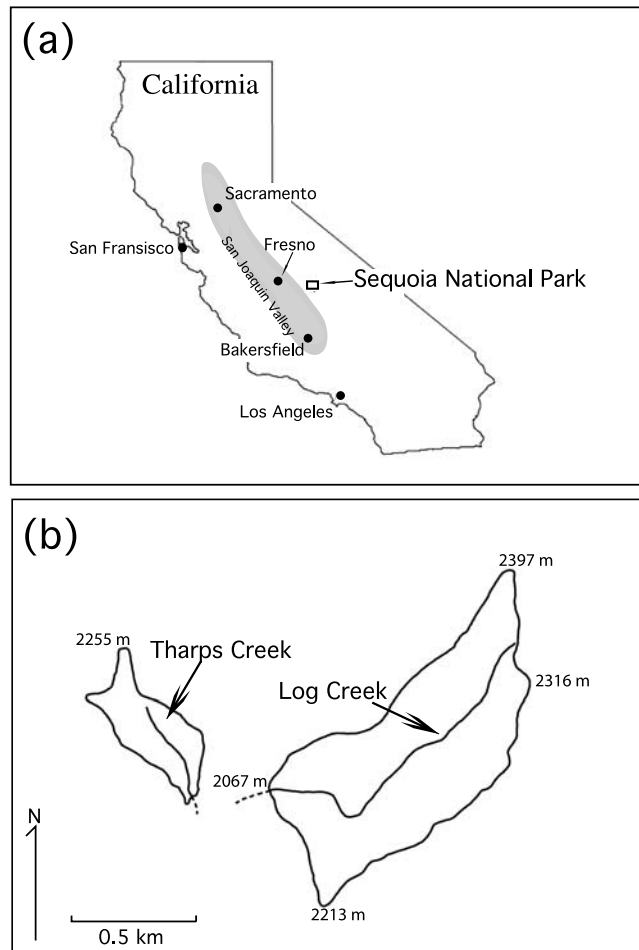 (a)
California
Sacramento
San Fransisco
Fresno
San Joaquin Valley
Sequoia National Park
Bakersfield
Los Angeles
(b)
2397 m
2255 m
Tharps Creek
Log Creek
2316 m
2067 m
N
2213 m
0.5 km